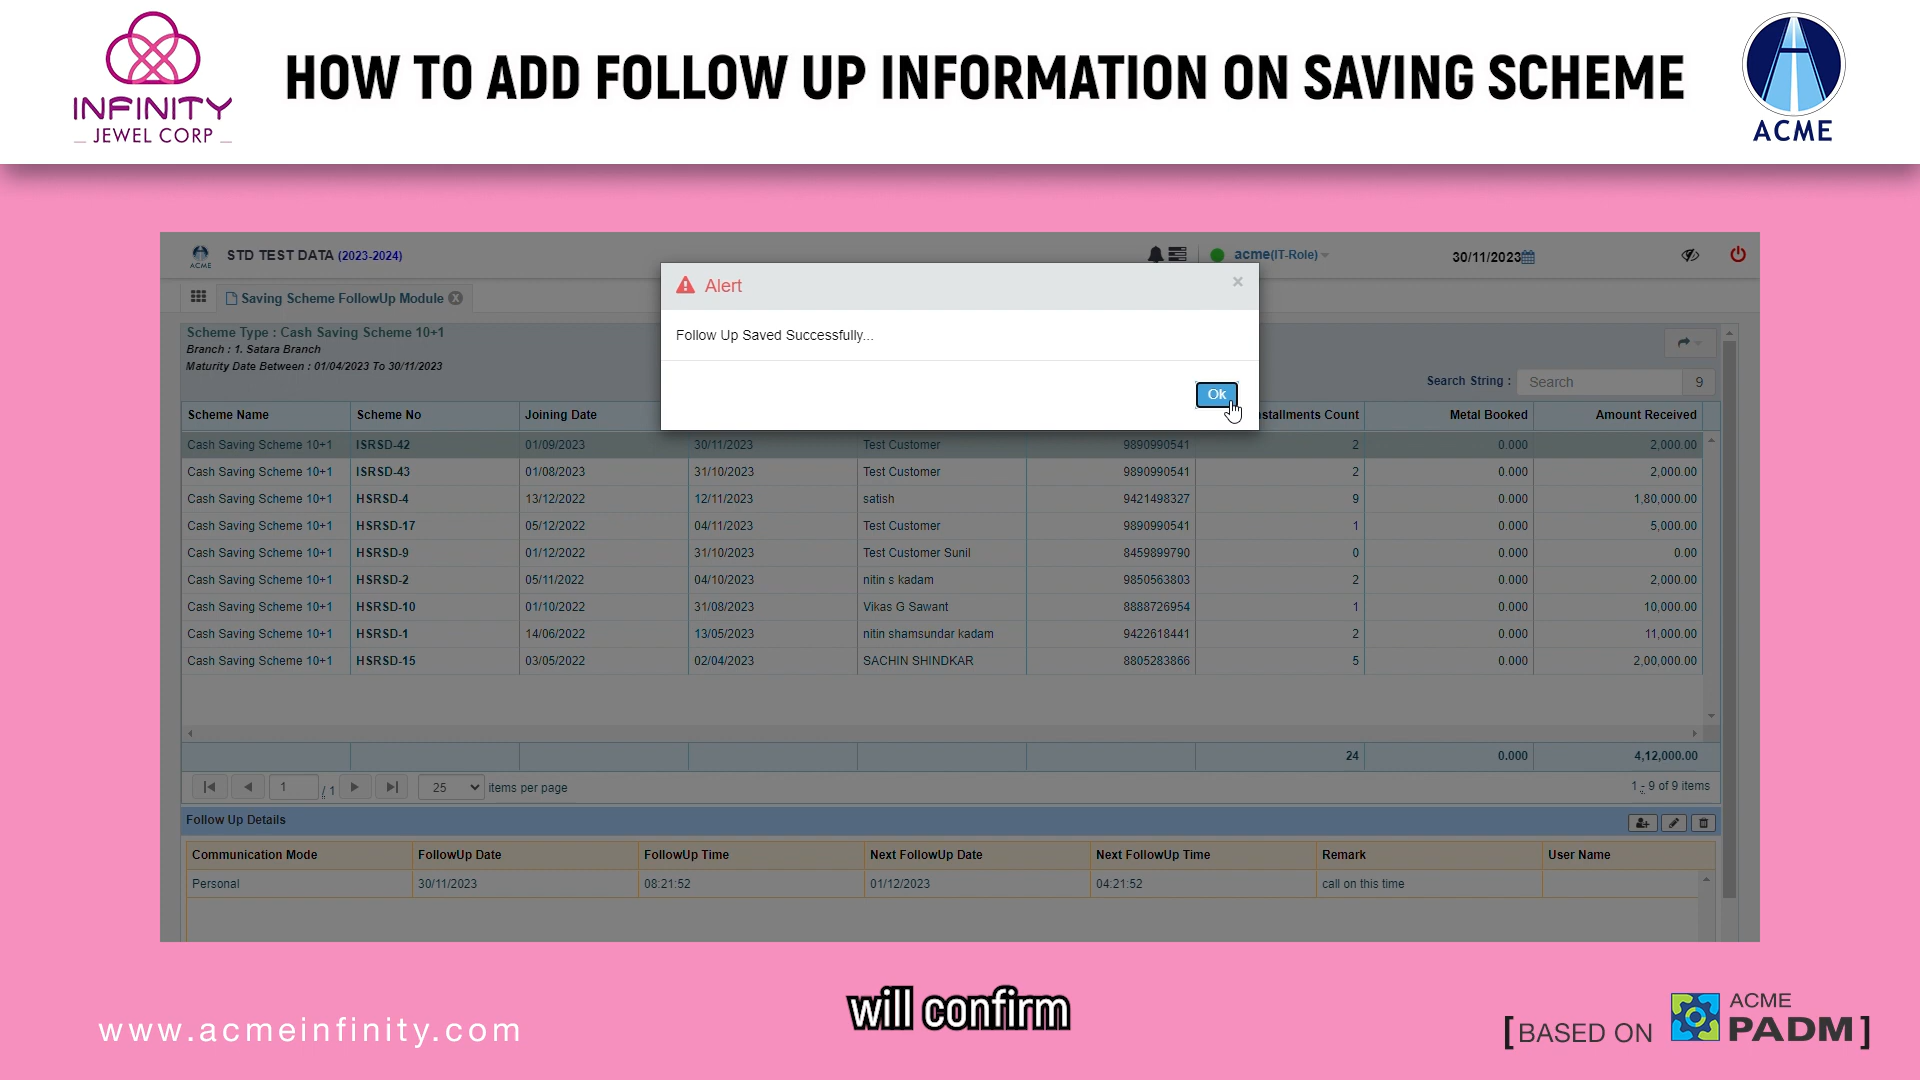 INFINITY
JEWEL CORP
HOW TO ADD FOLLOW UP INFORMATION ON SAVING SCHEME
ACME
ACME
STD TEST DATA (2023-2024)
acme(IT-Role)
30/11/2023
Saving Scheme FollowUp Module
Alert
Follow Up Saved Successfully...
Ok
Scheme Type : Cash Saving Scheme 10+1
Branch : 1. Satara Branch
Maturity Date Between : 01/04/2023 To 30/11/2023
Search String : Search 9
Scheme Name Scheme No Joining Date stallments Count Metal Booked Amount Received
Cash Saving Scheme 10+1 ISRSD-42 01/09/2023 30/11/2023 Test Customer 9890990541 2 0.000 2,000.00
Cash Saving Scheme 10+1 ISRSD-43 01/08/2023 31/10/2023 Test Customer 9890990541 2 0.000 2,000.00
Cash Saving Scheme 10+1 HSRSD-4 13/12/2022 12/11/2023 satish 9421498327 9 0.000 1,80,000.00
Cash Saving Scheme 10+1 HSRSD-17 05/12/2022 04/11/2023 Test Customer 9890990541 1 0.000 5,000.00
Cash Saving Scheme 10+1 HSRSD-9 01/12/2022 31/10/2023 Test Customer Sunil 8459899790 0 0.000 0.00
Cash Saving Scheme 10+1 HSRSD-2 05/11/2022 04/10/2023 nitin s kadam 9850563803 2 0.000 2,000.00
Cash Saving Scheme 10+1 HSRSD-10 01/10/2022 31/08/2023 Vikas G Sawant 8888726954 1 0.000 10,000.00
Cash Saving Scheme 10+1 HSRSD-1 14/06/2022 13/05/2023 nitin shamsundar kadam 9422618441 2 0.000 11,000.00
Cash Saving Scheme 10+1 HSRSD-15 03/05/2022 02/04/2023 SACHIN SHINDKAR 8805283866 5 0.000 2,00,000.00
24 0.000 4,12,000.00
1 / 1 25 items per page 1 - 9 of 9 items
Follow Up Details
Communication Mode FollowUp Date FollowUp Time Next FollowUp Date Next FollowUp Time Remark User Name
Personal 30/11/2023 08:21:52 01/12/2023 04:21:52 call on this time
will confirm
www.acmeinfinity.com
[BASED ON ACME PADM]